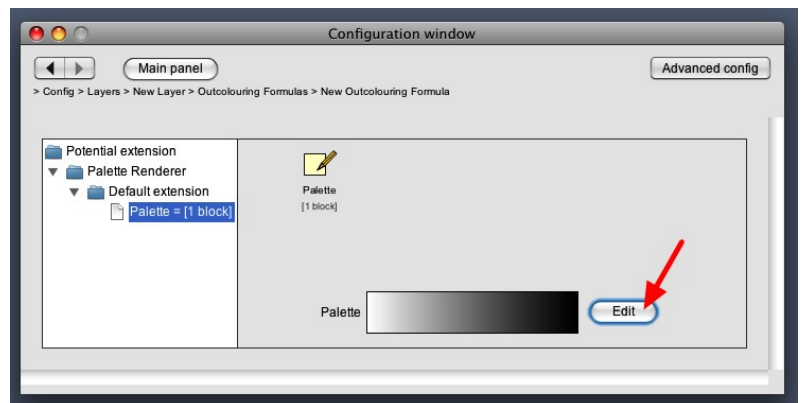 Configuration window
Main panel
Advanced config
> Config > Layers > New Layer > Outcolouring Formulas > New Outcolouring Formula
Potential extension
Palette Renderer
Default extension
Palette = [1 block]
Palette
[1 block]
Palette
Edit